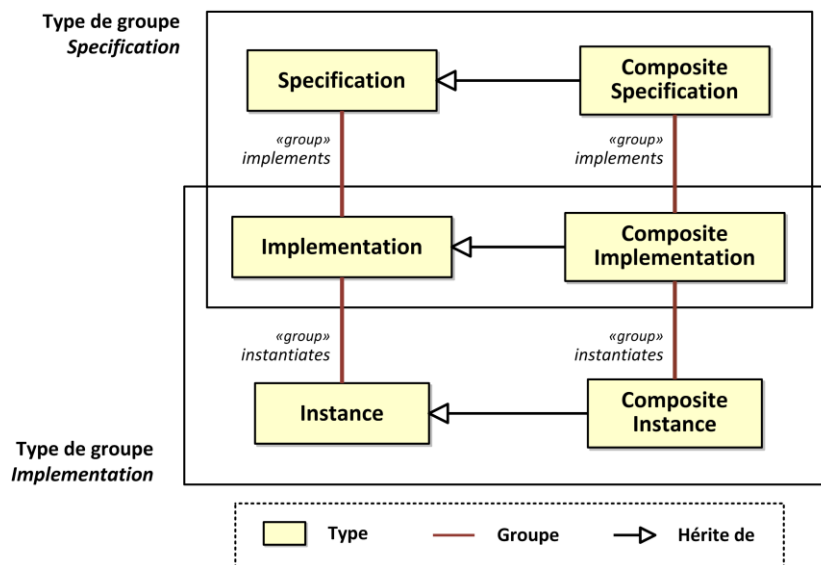 Type de groupe
Specification
Specification
Composite
Specification
«group»
implements
«group»
implements
Implementation
Composite
Implementation
«group»
instantiates
«group»
instantiates
Instance
Composite
Instance
Type de groupe
Implementation
Type
Groupe
Hérite de